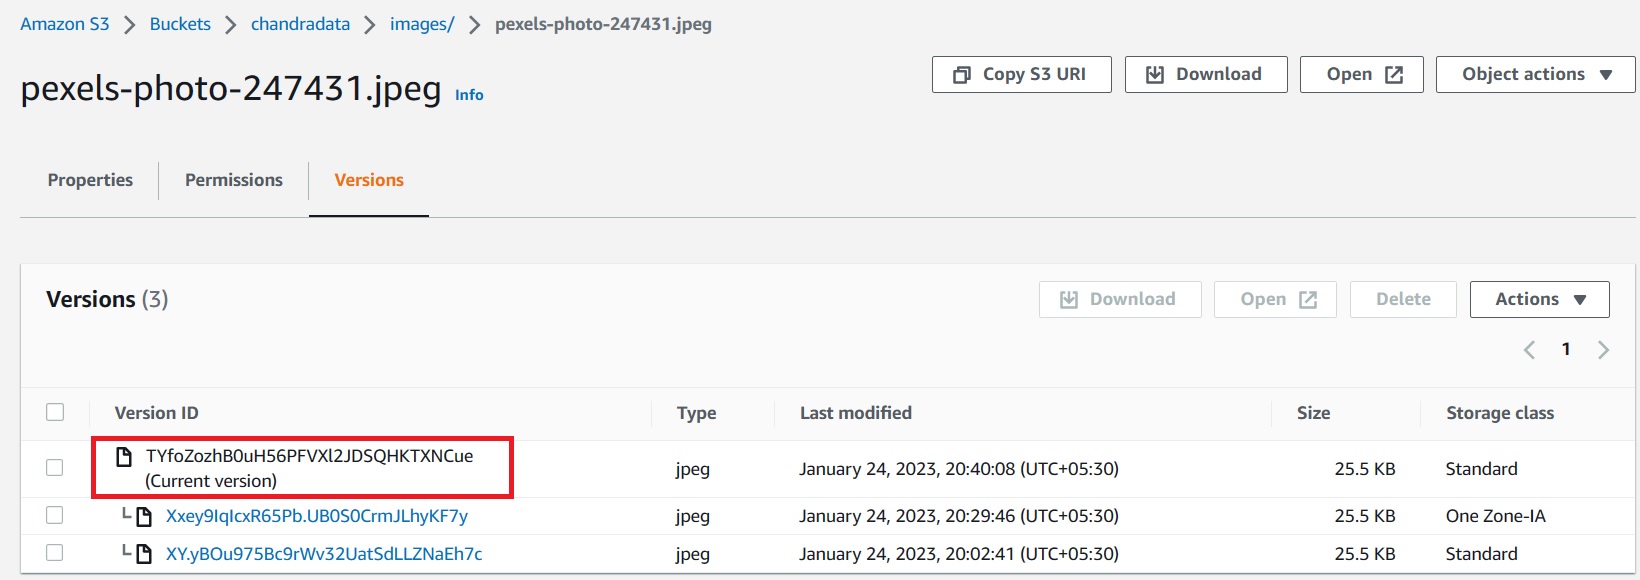 Amazon S3 > Buckets > chandradata > images/ > pexels-photo-247431.jpeg
pexels-photo-247431.jpeg Info
Copy S3 URI Download Open Object actions
Properties Permissions Versions
Versions (3) Download Open Delete Actions
1
Version ID Type Last modified Size Storage class
TYfoZozhB0uH56PFVXl2JDSQHKTXNCue jpeg January 24, 2023, 20:40:08 (UTC+05:30) 25.5 KB Standard
(Current version)
Xxey9IqIcxR65Pb.UB0S0CrmJLhyKF7y jpeg January 24, 2023, 20:29:46 (UTC+05:30) 25.5 KB One Zone-IA
XY.yBOu975Bc9rWv32UatSdLLZNaEh7c jpeg January 24, 2023, 20:02:41 (UTC+05:30) 25.5 KB Standard